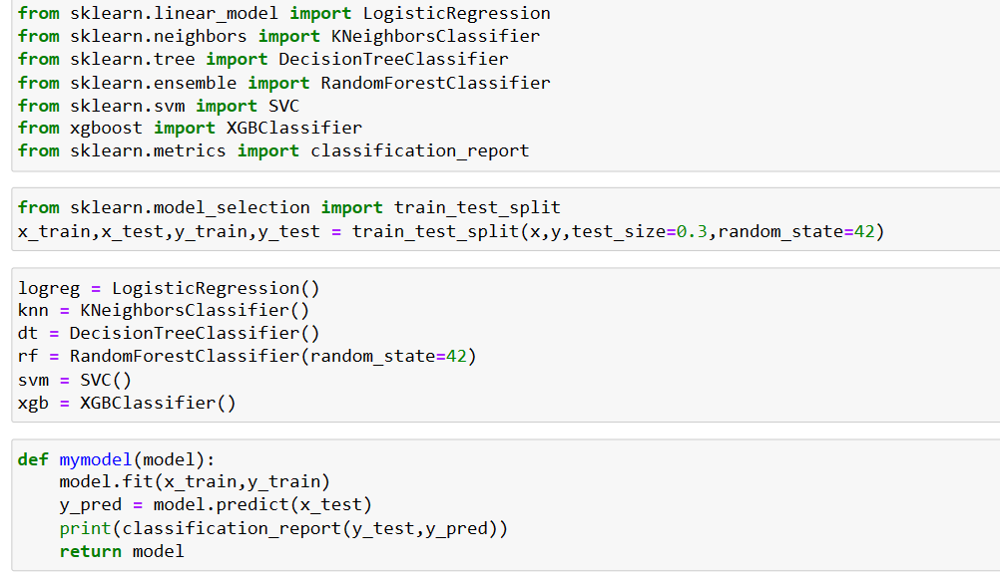 from sklearn.linear_model import LogisticRegression
from sklearn.neighbors import KNeighborsClassifier
from sklearn.tree import DecisionTreeClassifier
from sklearn.ensemble import RandomForestClassifier
from sklearn.svm import SVC
from xgboost import XGBClassifier
from sklearn.metrics import classification_report
from sklearn.model_selection import train_test_split
x_train,x_test,y_train,y_test = train_test_split(x,y,test_size=0.3,random_state=42)
logreg = LogisticRegression()
knn = KNeighborsClassifier()
dt = DecisionTreeClassifier()
rf = RandomForestClassifier(random_state=42)
svm = SVC()
xgb = XGBClassifier()
def mymodel(model):
    model.fit(x_train,y_train)
    y_pred = model.predict(x_test)
    print(classification_report(y_test,y_pred))
    return model